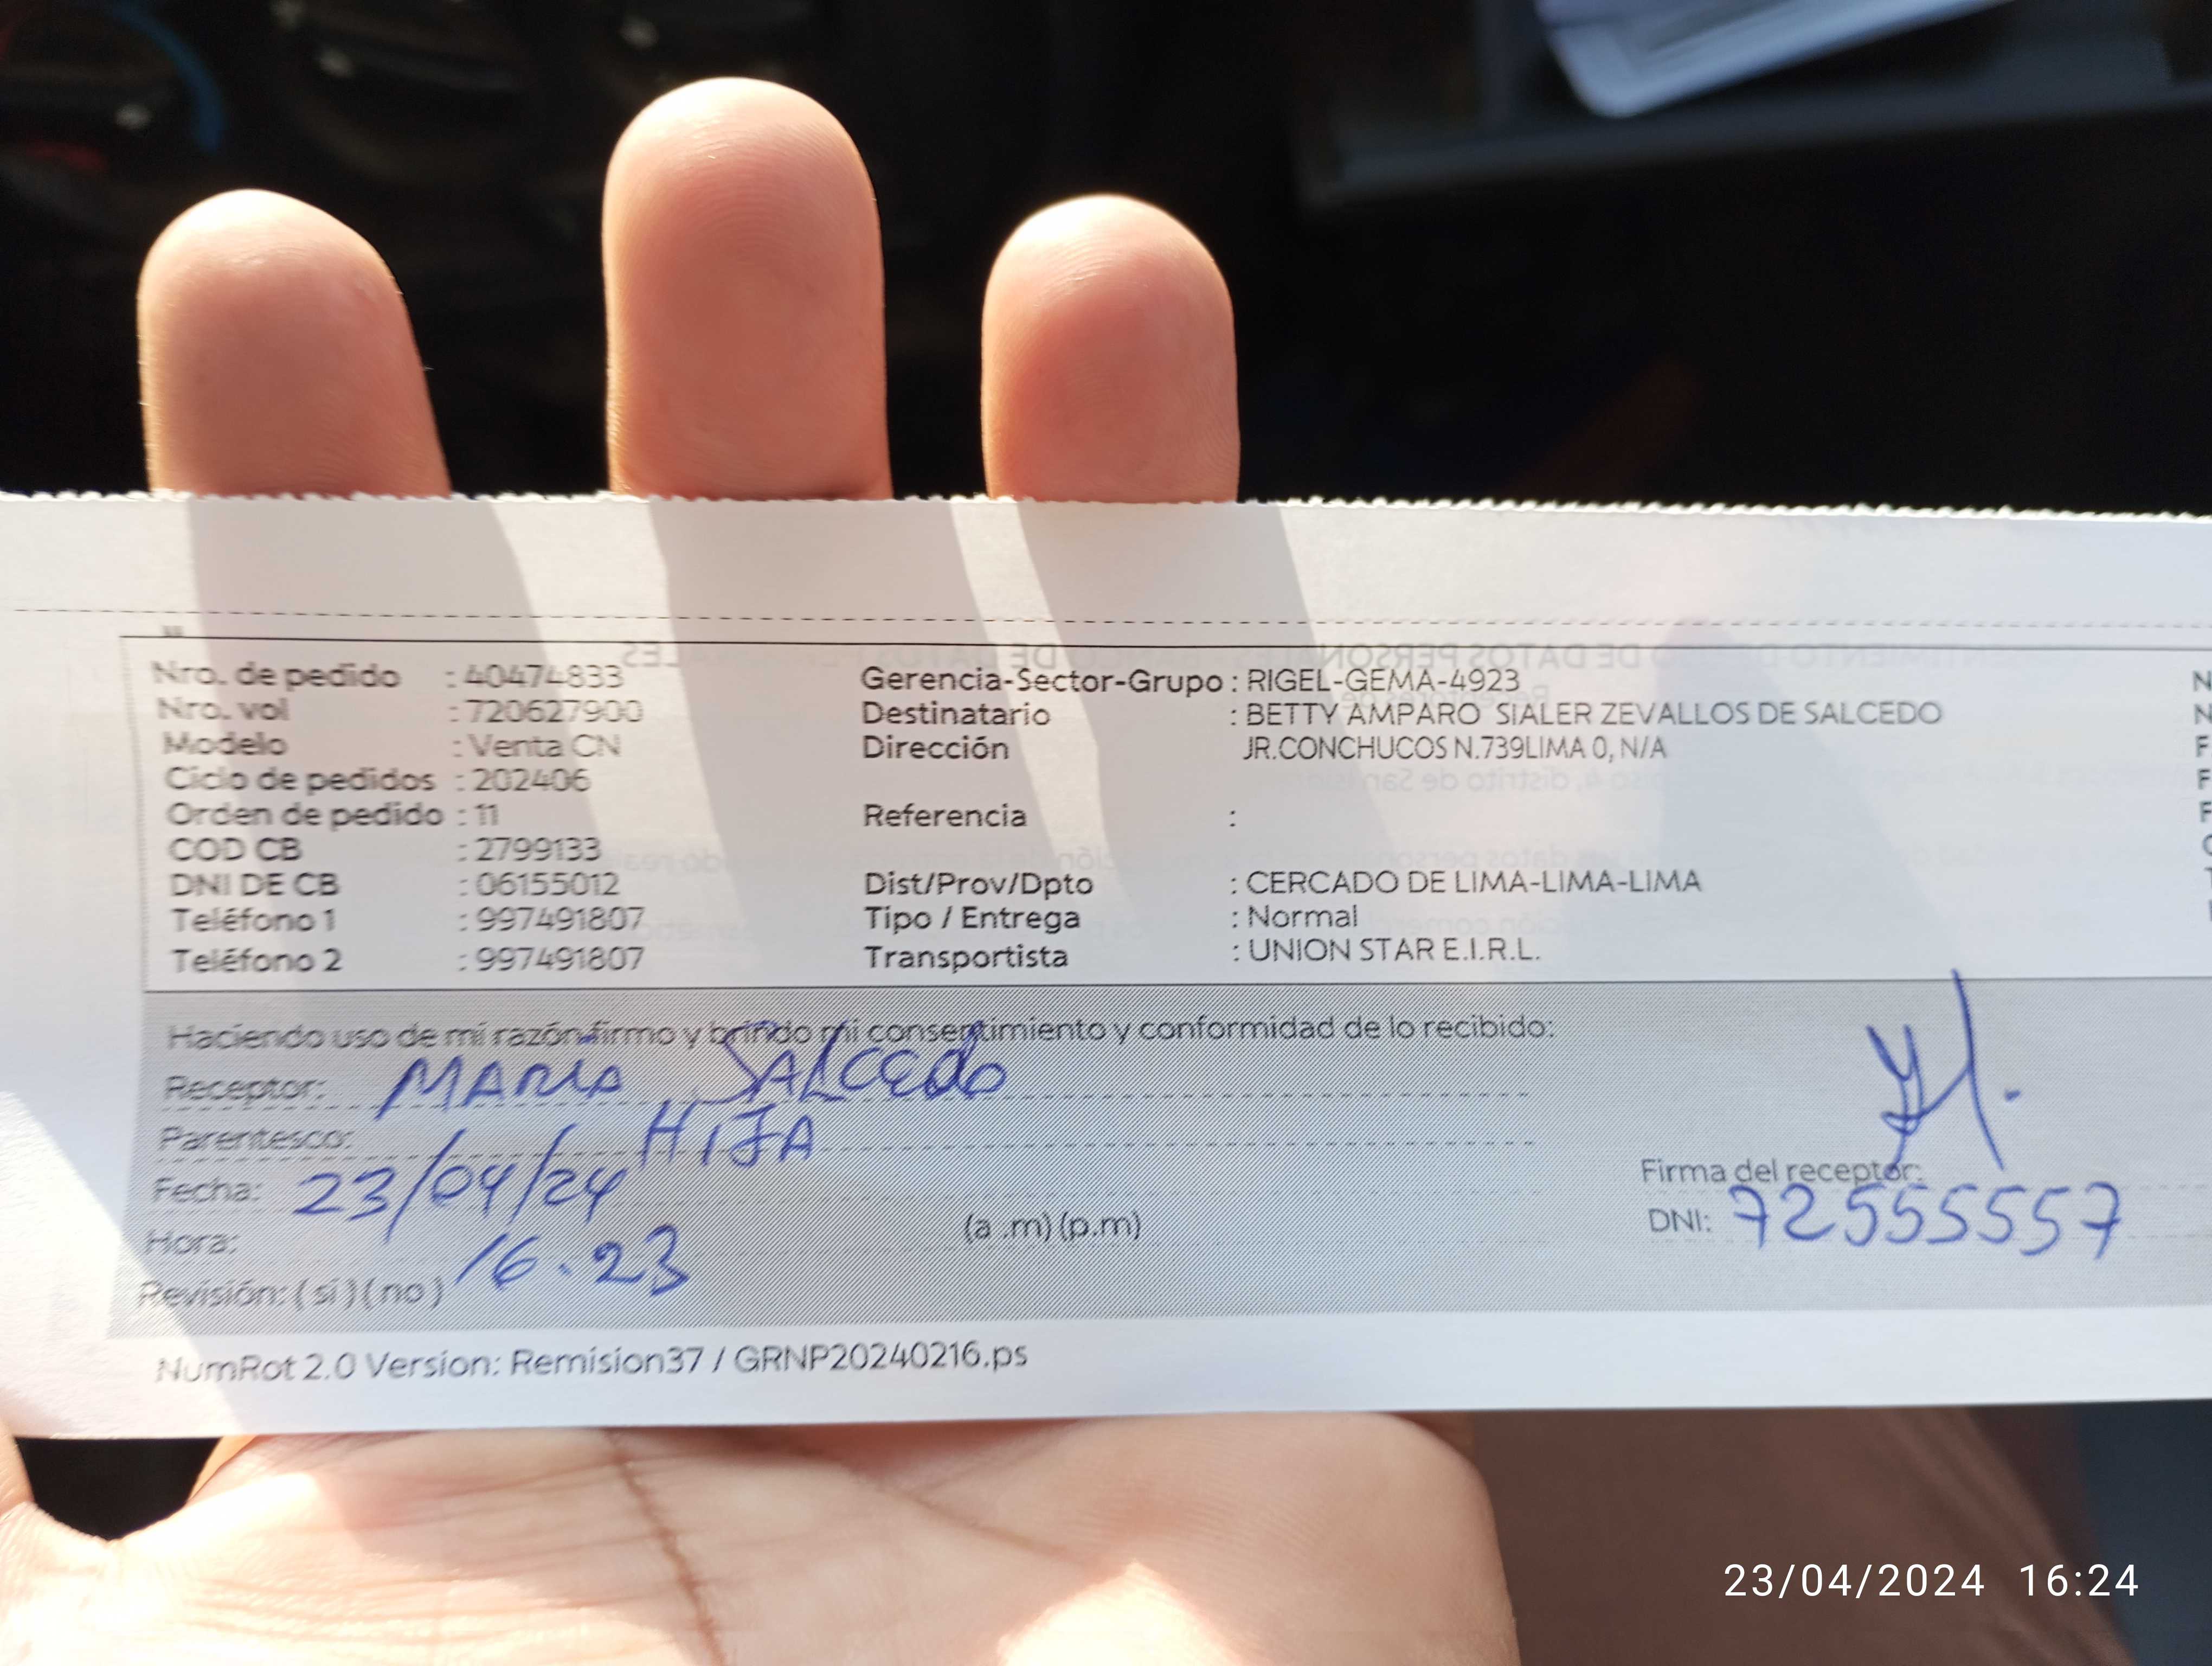 Nro. de pedido : 40474833 Gerencia-Sector-Grupo : RIGEL-GEMA-4923
Nro. vol : 720627900 Destinatario : BETTY AMPARO SIALER ZEVALLOS DE SALCEDO
Modelo : Venta CN Dirección JR.CONCHUCOS N.739LIMA 0, N/A
Ciclo de pedidos : 202406
Orden de pedido : 11 Referencia :
COD CB : 2799133
DNI DE CB : 06155012 Dist/Prov/Dpto : CERCADO DE LIMA-LIMA-LIMA
Teléfono 1 : 997491807 Tipo / Entrega : Normal
Teléfono 2 : 997491807 Transportista : UNION STAR E.I.R.L.
Haciendo uso de mi razón firmo y brindo mi consentimiento y conformidad de lo recibido:
Receptor: MARÍA SALCEDO
Parentesco: HIJA
Fecha: 23/04/24 Firma del receptor:
Hora: 16.23 (a .m) (p.m) DNI: 72555557
Revisión: ( si ) ( no )
NumRot 2.0 Version: Remision37 / GRNP20240216.ps
23/04/2024 16:24